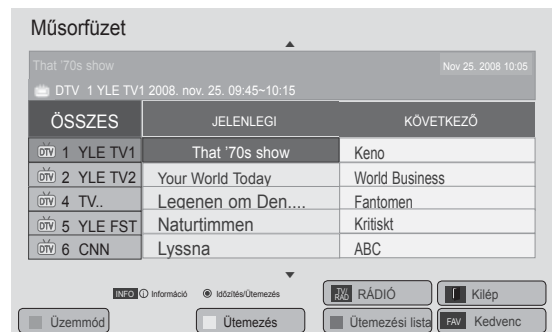 Műsorfüzet
That '70s show Nov 25. 2008 10:05
DTV 1 YLE TV1 2008. nov. 25. 09:45~10:15
ÖSSZES JELENLEGI KÖVETKEZŐ
DTV 1 YLE TV1 That '70s show Keno
DTV 2 YLE TV2 Your World Today World Business
DTV 4 TV.. Legenen om Den.... Fantomen
DTV 5 YLE FST Naturtimmen Kritiskt
DTV 6 CNN Lyssna ABC
INFO i Információ Időzítés/Ütemezés TV/RAD RÁDIÓ Kilép
Üzemmód Ütemezés Ütemezési lista FAV Kedvenc